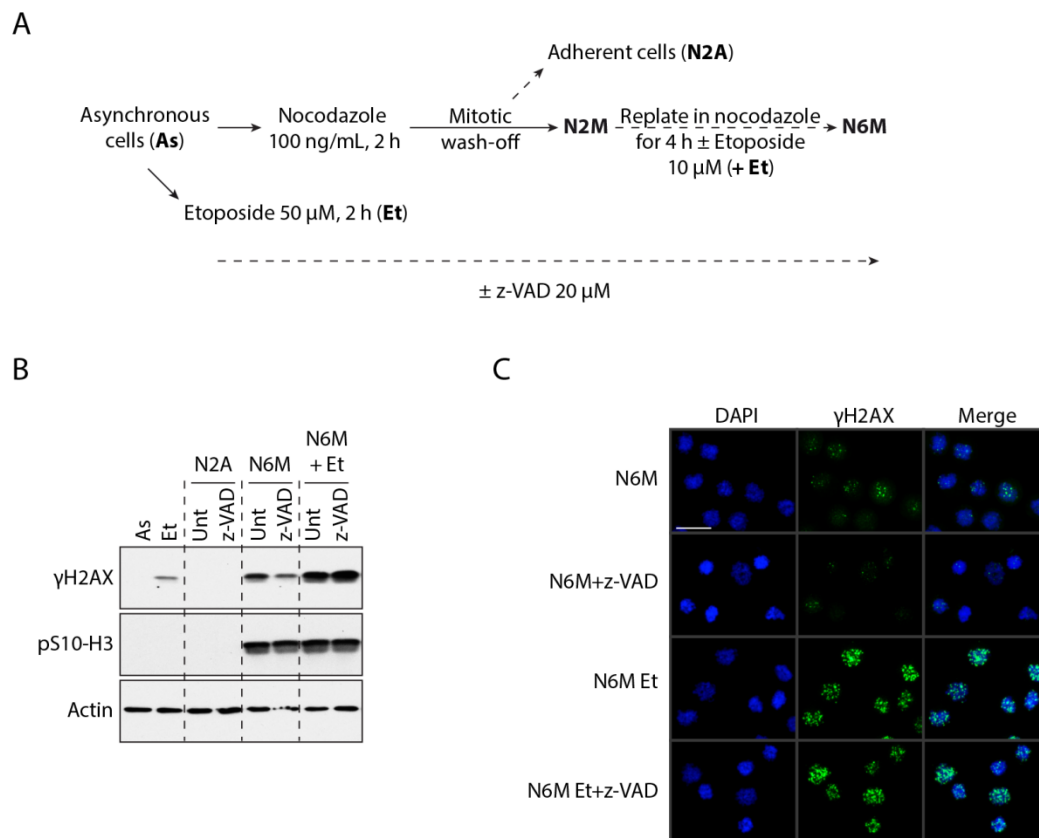 A
Adherent cells (N2A)
Asynchronous
cells (As)
Nocodazole
100 ng/mL, 2 h
Mitotic
wash-off
N2M
Replate in nocodazole
for 4 h ± Etoposide
10 μM (+ Et)
N6M
Etoposide 50 μM, 2 h (Et)
± z-VAD 20 μM
B
As
Et
N2A
Unt
z-VAD
N6M
Unt
z-VAD
N6M
+ Et
Unt
z-VAD
γH2AX
pS10-H3
Actin
C
DAPI
γH2AX
Merge
N6M
N6M+z-VAD
N6M Et
N6M Et+z-VAD